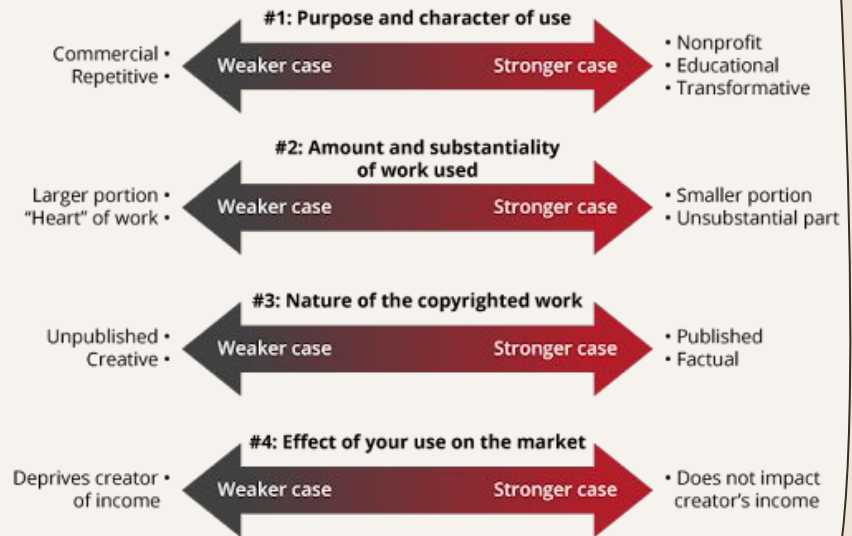 #1: Purpose and character of use
Commercial •
Repetitive •
Weaker case
Stronger case
• Nonprofit
• Educational
• Transformative
#2: Amount and substantiality
of work used
Larger portion •
“Heart” of work •
Weaker case
Stronger case
• Smaller portion
• Unsubstantial part
#3: Nature of the copyrighted work
Unpublished •
Creative •
Weaker case
Stronger case
• Published
• Factual
#4: Effect of your use on the market
Deprives creator •
of income
Weaker case
Stronger case
• Does not impact
creator’s income